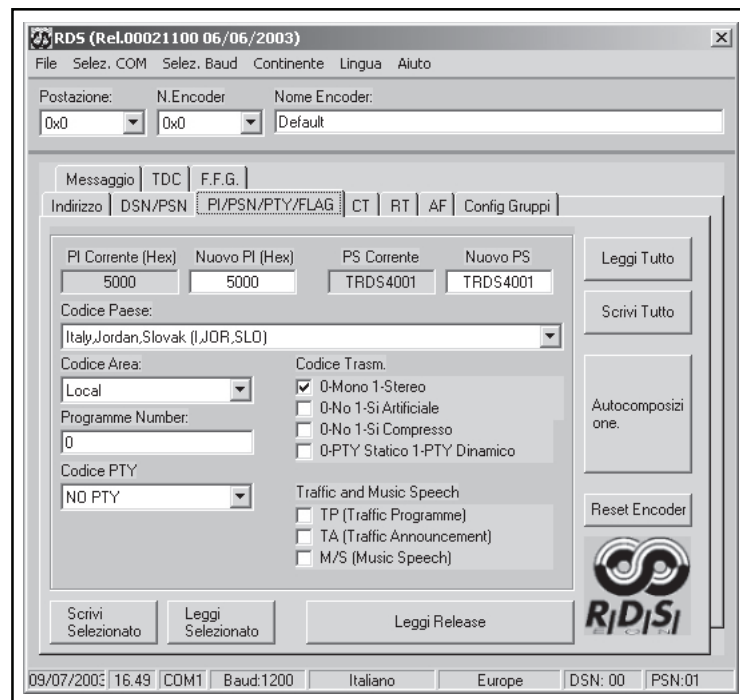 RDS (Rel.00021100 06/06/2003)
File Selez. COM Selez. Baud Continente Lingua Aiuto
Postazione: N.Encoder Nome Encoder:
0x0 0x0 Default
Messaggio TDC F.F.G.
Indirizzo DSN/PSN PI/PSN/PTY/FLAG CT RT AF Config Gruppi
PI Corrente (Hex) Nuovo PI (Hex) PS Corrente Nuovo PS
5000 5000 TRDS4001 TRDS4001
Codice Paese:
Italy,Jordan,Slovak (I,JOR,SLO)
Codice Area:
Local
Programme Number:
0
Codice PTY
NO PTY
Codice Trasm.
0-Mono 1-Stereo
0-No 1-Si Artificiale
0-No 1-Si Compresso
0-PTY Statico 1-PTY Dinamico
Traffic and Music Speech
TP (Traffic Programme)
TA (Traffic Announcement)
M/S (Music Speech)
Leggi Tutto
Scrivi Tutto
Autocomposizi
one.
Reset Encoder
R|D|S|
Scrivi
Selezionato
Leggi
Selezionato
Leggi Release
09/07/2003 16.49 COM1 Baud:1200 Italiano Europe DSN: 00 PSN:01